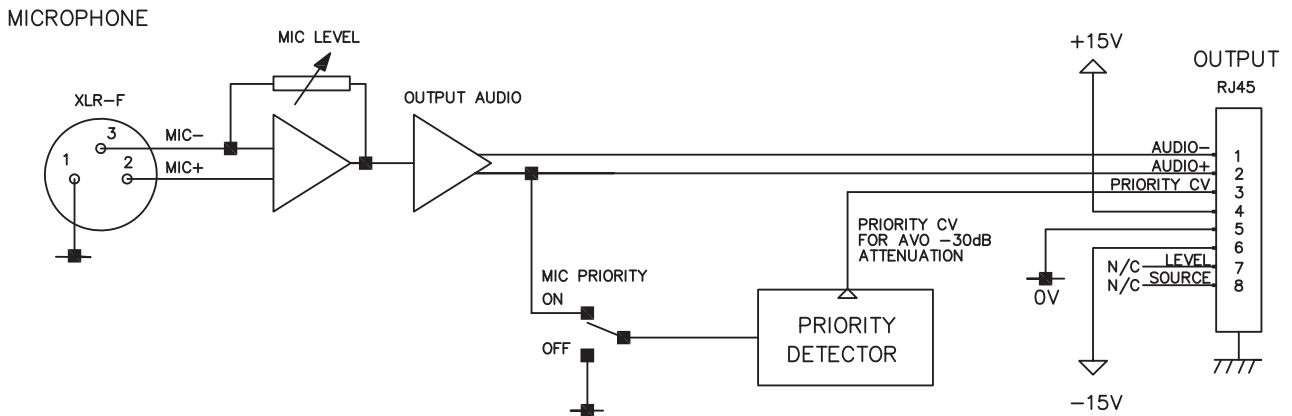 MICROPHONE
MIC LEVEL
+15V
OUTPUT
RJ45
XLR-F
OUTPUT AUDIO
3
MIC-
1
2
MIC+
AUDIO-
1
AUDIO+
2
PRIORITY CV
3
4
5
6
LEVEL
N/C
7
SOURCE
N/C
8
PRIORITY CV
FOR AVO -30dB
ATTENUATION
MIC PRIORITY
ON
OFF
0V
PRIORITY
DETECTOR
-15V